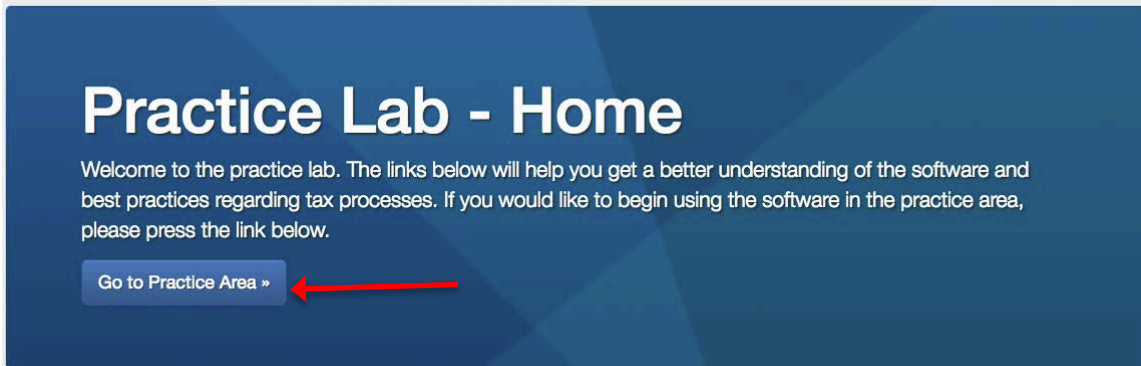 Practice Lab - Home
Welcome to the practice lab. The links below will help you get a better understanding of the software and
best practices regarding tax processes. If you would like to begin using the software in the practice area,
please press the link below.
Go to Practice Area »